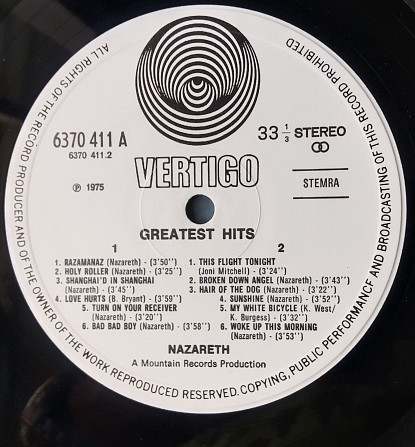 ALL RIGHTS OF THE RECORD PRODUCER AND OF THE OWNER OF THE WORK REPRODUCED RESERVED. COPYING, PUBLIC PERFORMANCE AND BROADCASTING OF THIS RECORD PROHIBITED
6370 411 A
6370 411.2
33 1/3 STEREO
VERTIGO
℗ 1975
STEMRA
GREATEST HITS
1
1. RAZAMANAZ (Nazareth) - (3'50")
2. HOLY ROLLER (Nazareth) - (3'25")
3. SHANGHAI'D IN SHANGHAI
(Nazareth) - (3'45")
4. LOVE HURTS (B. Bryant) - (3'59")
5. TURN ON YOUR RECEIVER
(Nazareth) - (3'20")
6. BAD BAD BOY (Nazareth) - (3'58")
2
1. THIS FLIGHT TONIGHT
(Joni Mitchell) - (3'24")
2. BROKEN DOWN ANGEL (Nazareth) - (3'43")
3. HAIR OF THE DOG (Nazareth) - (3'22")
4. SUNSHINE (Nazareth) - (3'52")
5. MY WHITE BICYCLE (K. West/
K. Burgess) - (3'32")
6. WOKE UP THIS MORNING
(Nazareth) - (3'53")
NAZARETH
A Mountain Records Production